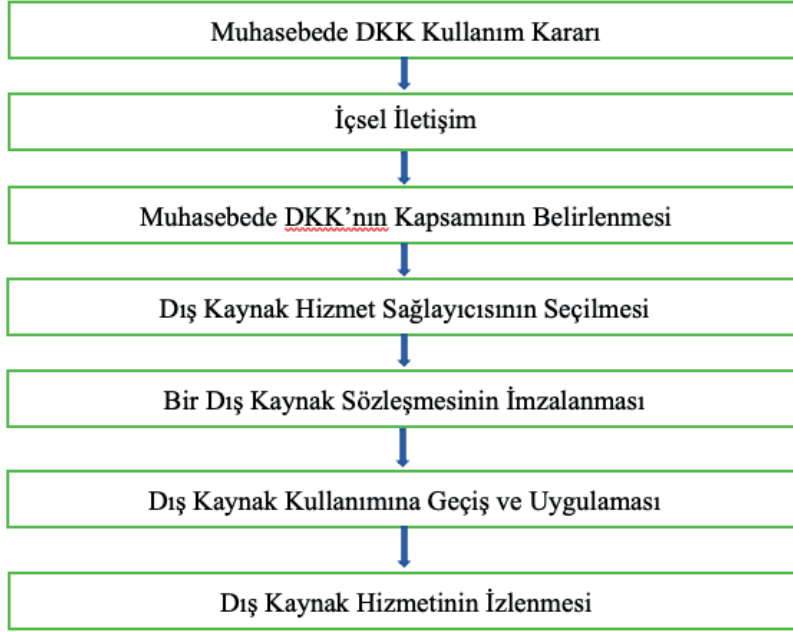 Muhasebede DKK Kullanım Kararı
İçsel İletişim
Muhasebede DKK’nın Kapsamının Belirlenmesi
Dış Kaynak Hizmet Sağlayıcısının Seçilmesi
Bir Dış Kaynak Sözleşmesinin İmzalanması
Dış Kaynak Kullanımına Geçiş ve Uygulaması
Dış Kaynak Hizmetinin İzlenmesi